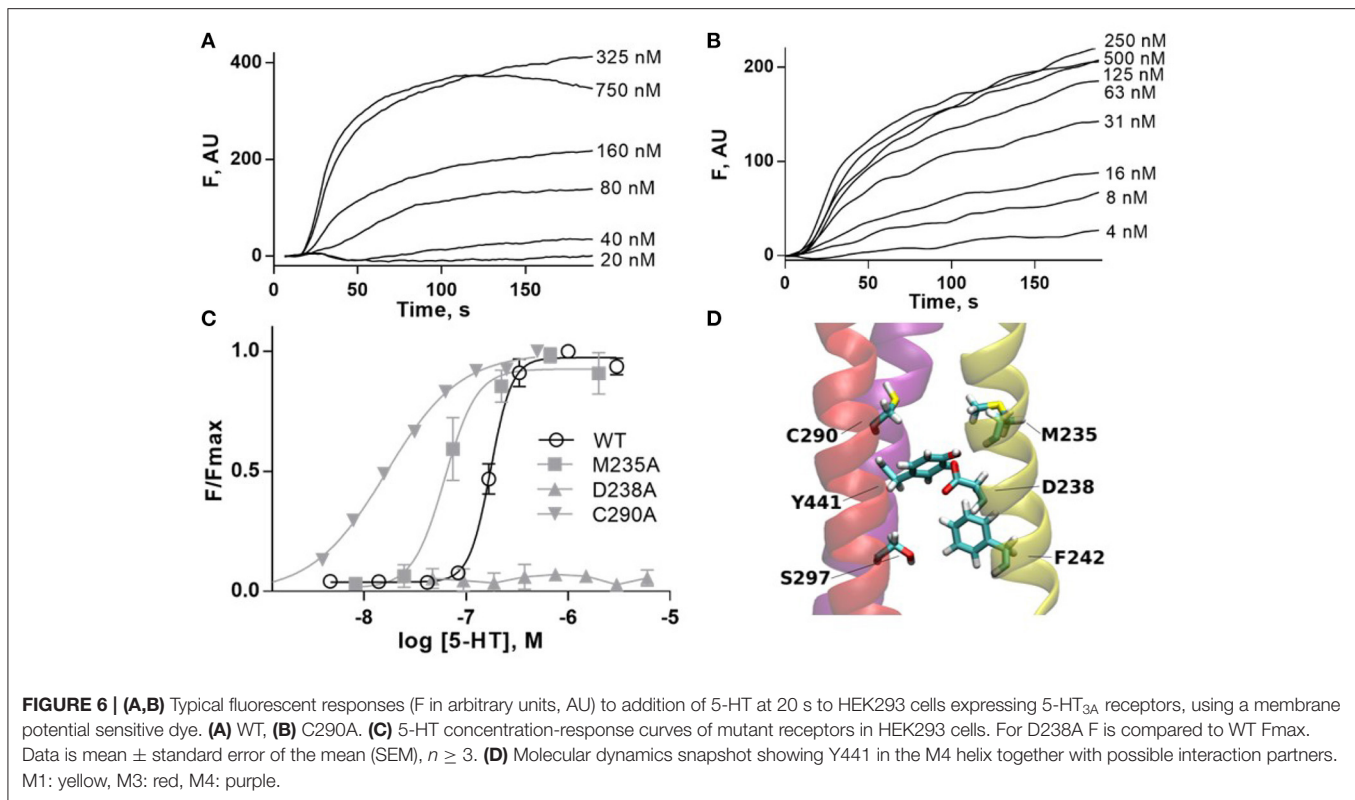 A
F, AU
400
200
0
325 nM
750 nM
160 nM
80 nM
40 nM
20 nM
50
100
150
Time, s
B
F, AU
200
100
0
250 nM
500 nM
125 nM
63 nM
31 nM
16 nM
8 nM
4 nM
0
50
100
150
Time, s
C
F/Fmax
1.0
0.5
0.0
WT
M235A
D238A
C290A
-8
-7
-6
-5
log [5-HT], M
D
C290
M235
Y441
D238
S297
F242
FIGURE 6 | (A,B) Typical fluorescent responses (F in arbitrary units, AU) to addition of 5-HT at 20 s to HEK293 cells expressing 5-HT3A receptors, using a membrane
potential sensitive dye. (A) WT, (B) C290A. (C) 5-HT concentration-response curves of mutant receptors in HEK293 cells. For D238A F is compared to WT Fmax.
Data is mean ± standard error of the mean (SEM), n ≥ 3. (D) Molecular dynamics snapshot showing Y441 in the M4 helix together with possible interaction partners.
M1: yellow, M3: red, M4: purple.